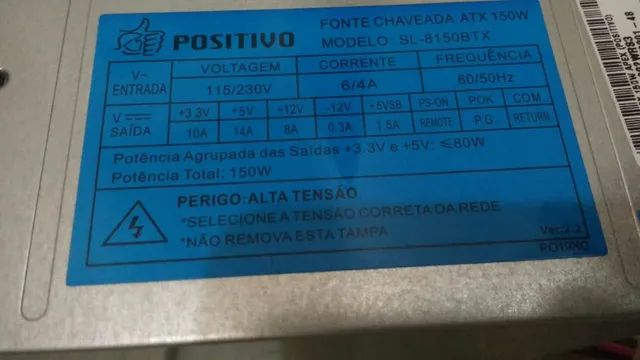 POSITIVO
FONTE CHAVEADA ATX 150W
MODELO: SL-8150BTX
V~ ENTRADA VOLTAGEM CORRENTE FREQUÊNCIA
115/230V 6/4A 60/50Hz
V SAÍDA +3.3V +5V +12V -12V +5VSB PS-ON POK COM
10A 14A 8A 0.3A 1.5A REMOTE P.G. RETURN
Potência Agrupada das Saídas +3.3V e +5V: ≤80W
Potência Total: 150W
PERIGO: ALTA TENSÃO
*SELECIONE A TENSÃO CORRETA DA REDE
*NÃO REMOVA ESTA TAMPA
Ver:2.2